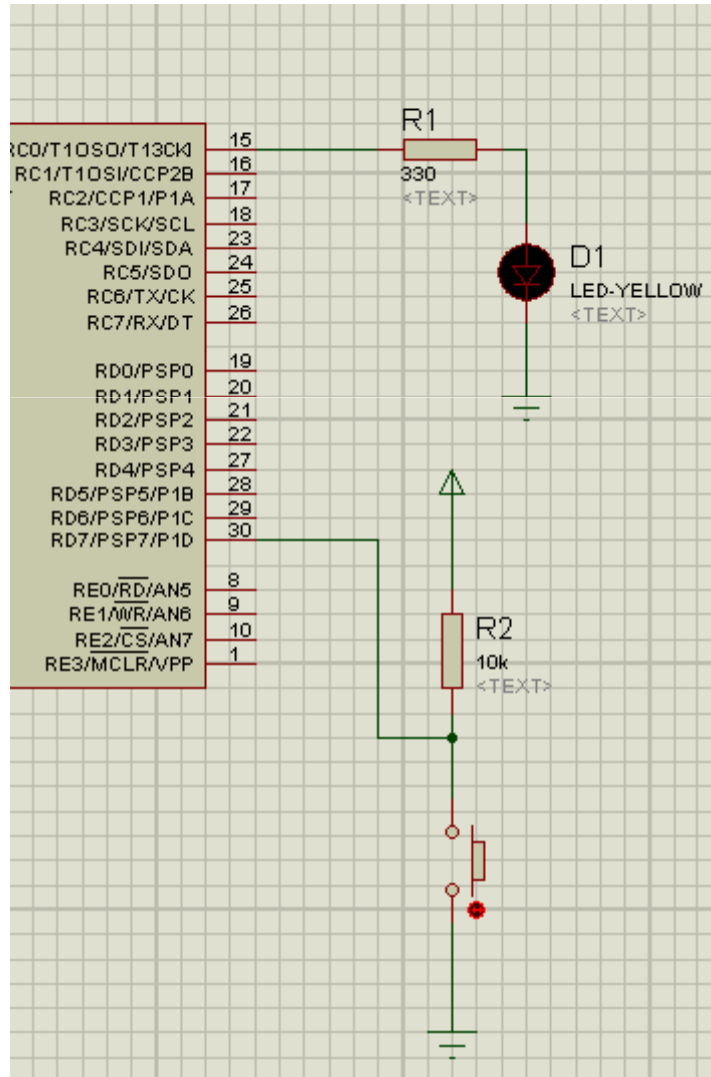 R1
330
<TEXT>
RC0/T1OSO/T13CKI 15
RC1/T1OSI/CCP2B 16
RC2/CCP1/P1A 17
RC3/SCK/SCL 18
RC4/SDI/SDA 23
RC5/SDO 24
RC6/TX/CK 25
RC7/RX/DT 26
D1
LED-YELLOW
<TEXT>
RD0/PSP0 19
RD1/PSP1 20
RD2/PSP2 21
RD3/PSP3 22
RD4/PSP4 27
RD5/PSP5/P1B 28
RD6/PSP6/P1C 29
RD7/PSP7/P1D 30
RE0/RD/AN5 8
RE1/WR/AN6 9
RE2/CS/AN7 10
RE3/MCLR/VPP 1
R2
10k
<TEXT>